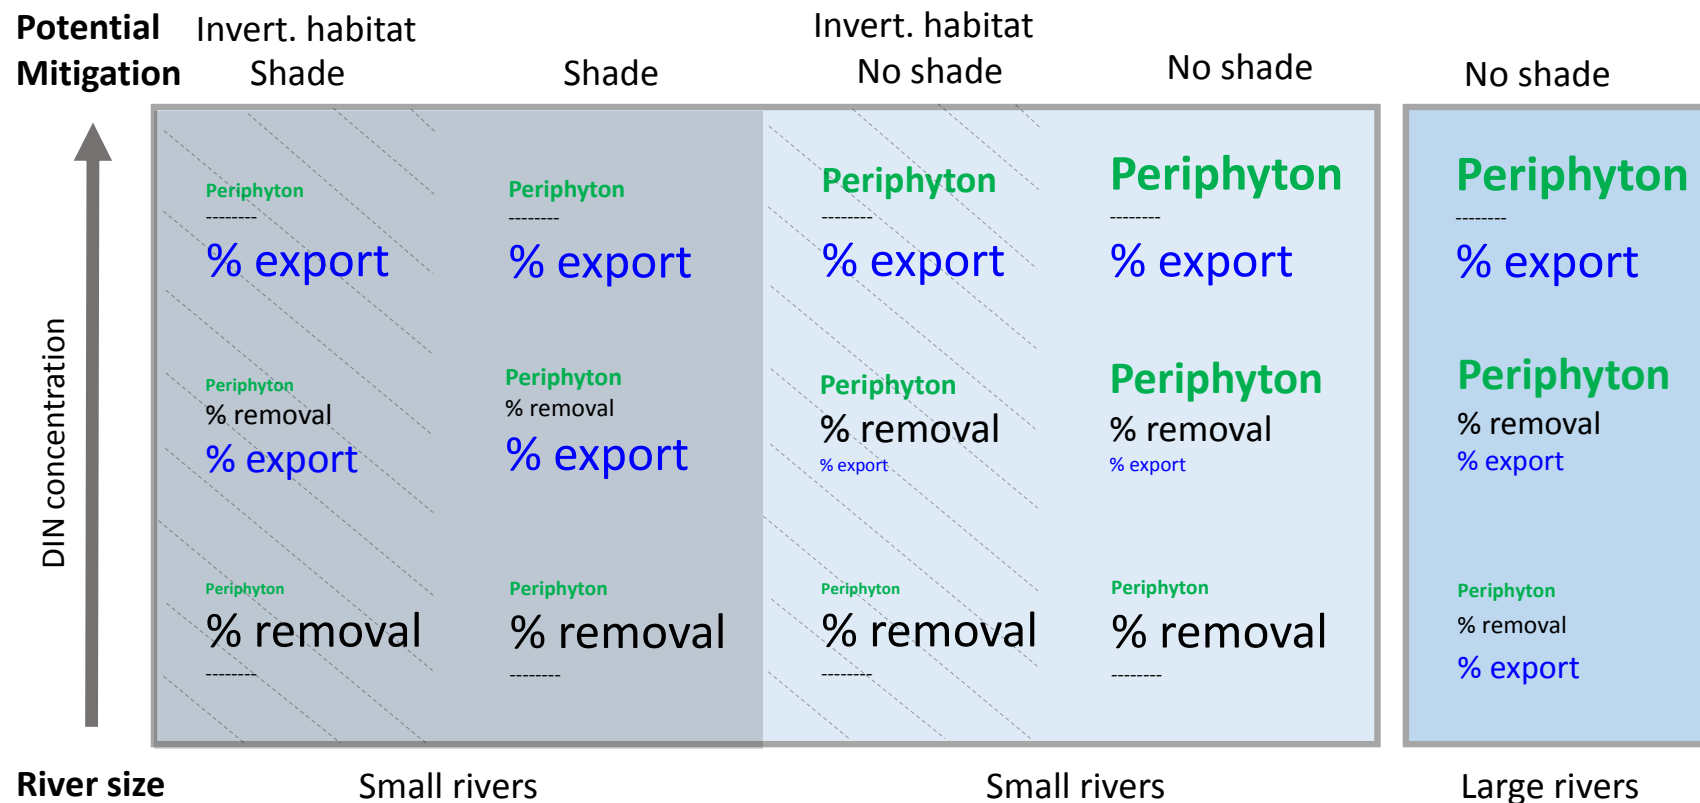 Potential
Mitigation
Invert. habitat
Shade
Shade
Invert. habitat
No shade
No shade
No shade
DIN concentration
Periphyton
--------
% export
Periphyton
--------
% export
Periphyton
--------
% export
Periphyton
--------
% export
Periphyton
--------
% export
Periphyton
% removal
% export
Periphyton
% removal
% export
Periphyton
% removal
% export
Periphyton
% removal
% export
Periphyton
% removal
% export
Periphyton
% removal
--------
Periphyton
% removal
--------
Periphyton
% removal
--------
Periphyton
% removal
--------
Periphyton
% removal
% export
River size
Small rivers
Small rivers
Large rivers